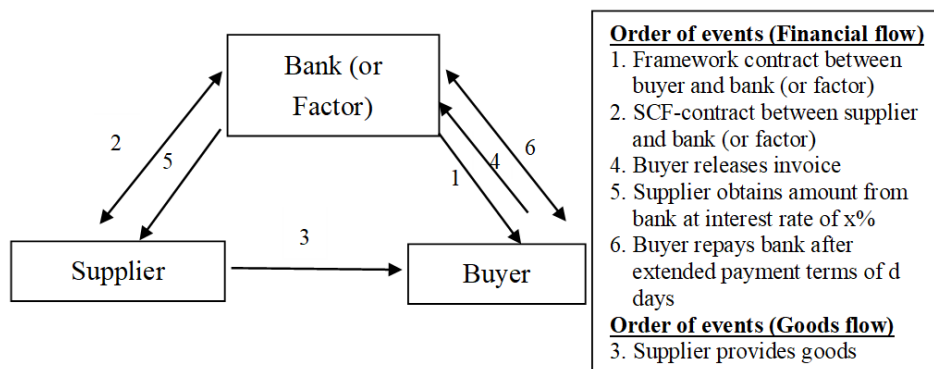 Bank (or
Factor)
2
5
4
6
1
3
Supplier
Buyer
Order of events (Financial flow)
1. Framework contract between
buyer and bank (or factor)
2. SCF-contract between supplier
and bank (or factor)
4. Buyer releases invoice
5. Supplier obtains amount from
bank at interest rate of x%
6. Buyer repays bank after
extended payment terms of d
days
Order of events (Goods flow)
3. Supplier provides goods